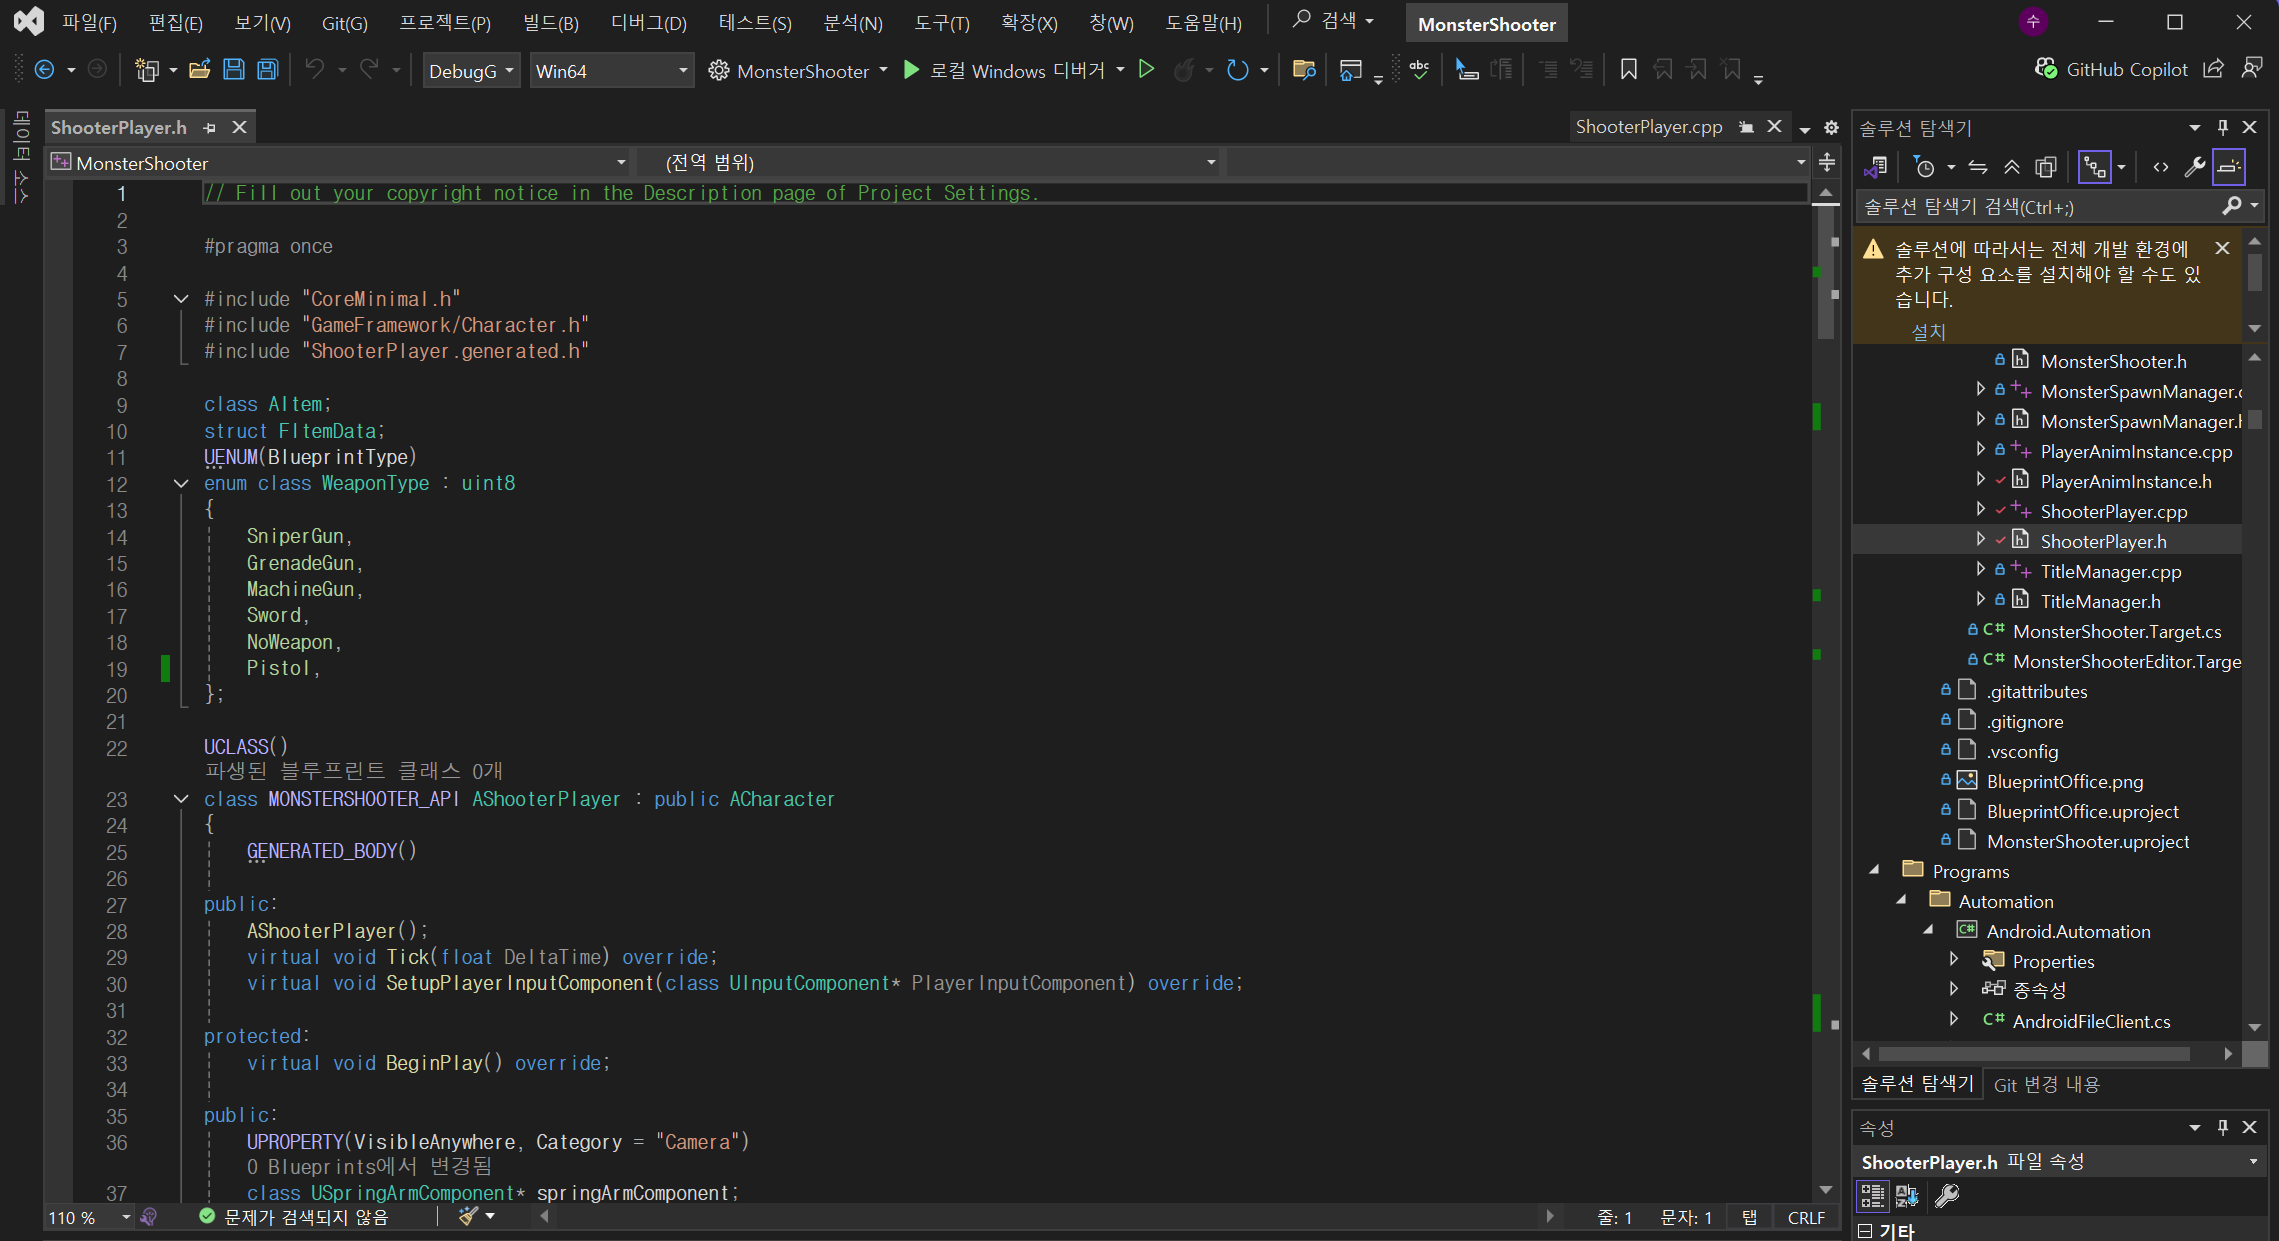 파일(F) 편집(E) 보기(V) Git(G) 프로젝트(P) 빌드(B) 디버그(D) 테스트(S) 분석(N) 도구(T) 확장(X) 창(W) 도움말(H) 검색 MonsterShooter 수
DebugG Win64 MonsterShooter 로컬 Windows 디버거 GitHub Copilot
데이터 소스
ShooterPlayer.h ShooterPlayer.cpp
MonsterShooter (전역 범위)
1 // Fill out your copyright notice in the Description page of Project Settings.
2
3 #pragma once
4
5 #include "CoreMinimal.h"
6 #include "GameFramework/Character.h"
7 #include "ShooterPlayer.generated.h"
8
9 class AItem;
10 struct FItemData;
11 UENUM(BlueprintType)
12 enum class WeaponType : uint8
13 {
14 SniperGun,
15 GrenadeGun,
16 MachineGun,
17 Sword,
18 NoWeapon,
19 Pistol,
20 };
21
22 UCLASS()
파생된 블루프린트 클래스 0개
23 class MONSTERSHOOTER_API AShooterPlayer : public ACharacter
24 {
25 GENERATED_BODY()
26
27 public:
28 AShooterPlayer();
29 virtual void Tick(float DeltaTime) override;
30 virtual void SetupPlayerInputComponent(class UInputComponent* PlayerInputComponent) override;
31
32 protected:
33 virtual void BeginPlay() override;
34
35 public:
36 UPROPERTY(VisibleAnywhere, Category = "Camera")
0 Blueprints에서 변경됨
37 class USpringArmComponent* springArmComponent;
110 % 문제가 검색되지 않음 줄: 1 문자: 1 탭 CRLF
솔루션 탐색기
솔루션 탐색기 검색(Ctrl+;)
솔루션에 따라서는 전체 개발 환경에
추가 구성 요소를 설치해야 할 수도 있
습니다.
설치
MonsterShooter.h
MonsterSpawnManager.c
MonsterSpawnManager.h
PlayerAnimInstance.cpp
PlayerAnimInstance.h
ShooterPlayer.cpp
ShooterPlayer.h
TitleManager.cpp
TitleManager.h
C# MonsterShooter.Target.cs
C# MonsterShooterEditor.Targe
.gitattributes
.gitignore
.vsconfig
BlueprintOffice.png
BlueprintOffice.uproject
MonsterShooter.uproject
Programs
Automation
C# Android.Automation
Properties
종속성
C# AndroidFileClient.cs
솔루션 탐색기 Git 변경 내용
속성
ShooterPlayer.h 파일 속성
기타